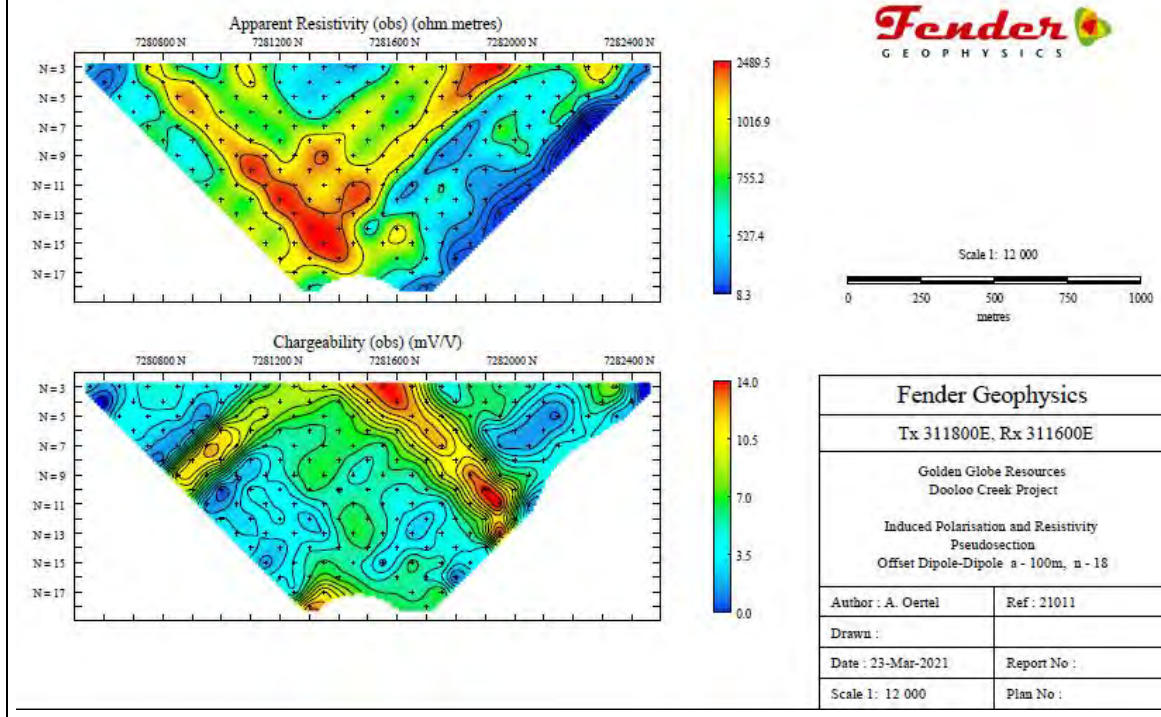 Apparent Resistivity (obs) (ohm metres)
7280800 N 7281200 N 7281600 N 7282000 N 7282400 N
N = 3
N = 5
N = 7
N = 9
N = 11
N = 13
N = 15
N = 17
2489.5
1016.9
755.2
527.4
8.3
Fender
GEOPHYSICS
Scale 1: 12 000
0 250 500 750 1000
metres
Chargeability (obs) (mV/V)
7280800 N 7281200 N 7281600 N 7282000 N 7282400 N
N = 3
N = 5
N = 7
N = 9
N = 11
N = 13
N = 15
N = 17
14.0
10.5
7.0
3.5
0.0
Fender Geophysics
Tx 311800E, Rx 311600E
Golden Globe Resources
Dooloo Creek Project
Induced Polarisation and Resistivity
Pseudosection
Offset Dipole-Dipole a - 100m, n - 18
Author : A. Oertel Ref : 21011
Drawn :
Date : 23-Mar-2021 Report No :
Scale 1: 12 000 Plan No :